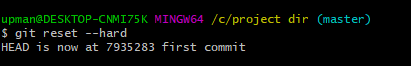 upman@DESKTOP-CNMI75K MINGW64 /c/project dir (master)
$ git reset --hard
HEAD is now at 7935283 first commit